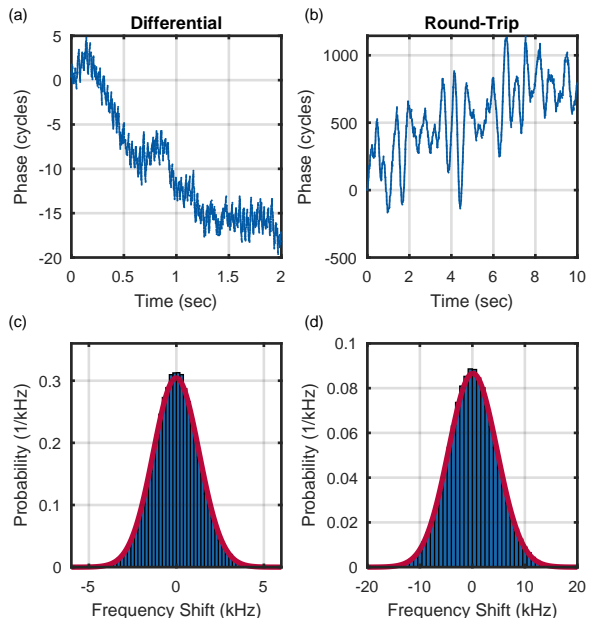 (a) Differential (b) Round-Trip
Phase (cycles)
5
0
-5
-10
-15
-20
0 0.5 1 1.5 2
Time (sec)
Phase (cycles)
1000
500
0
-500
0 2 4 6 8 10
Time (sec)
(c)
Probability (1/kHz)
0.3
0.2
0.1
0
-5 0 5
Frequency Shift (kHz)
(d)
Probability (1/kHz)
0.1
0.08
0.06
0.04
0.02
0
-20 -10 0 10 20
Frequency Shift (kHz)